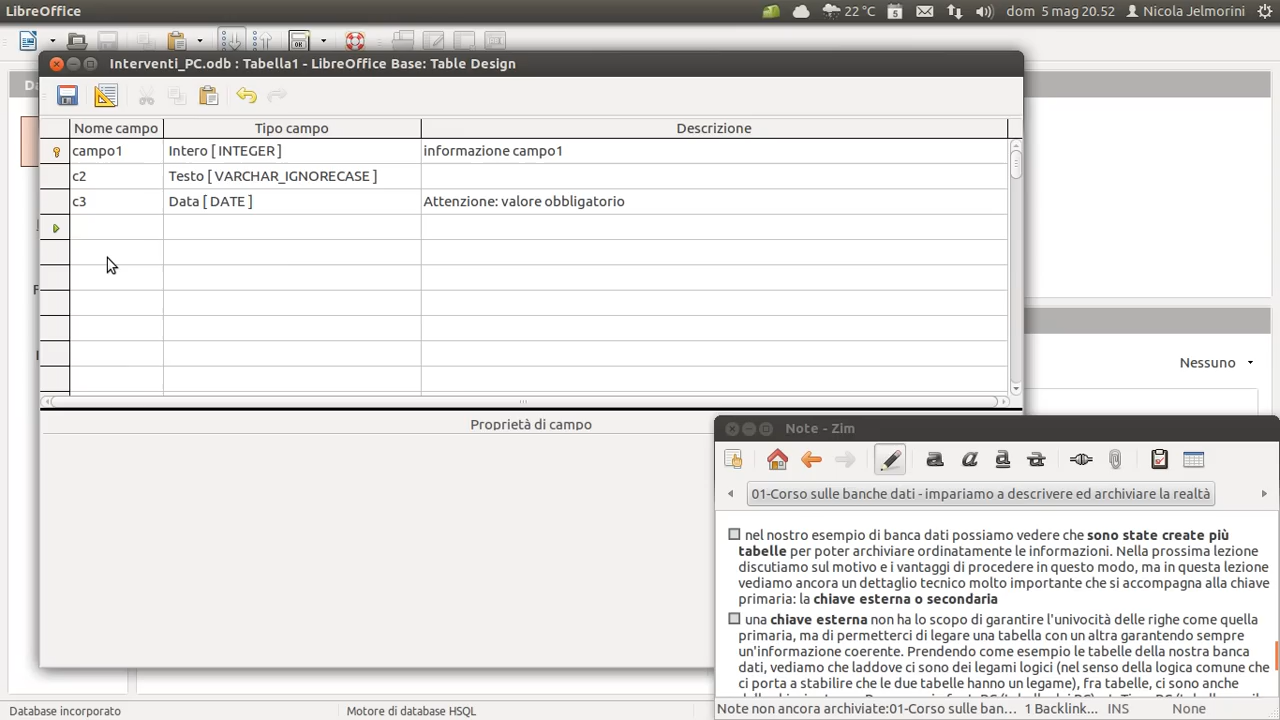 LibreOffice
22 °C
5
dom 5 mag 20.52
Nicola Jelmorini
OK
Da
Interventi_PC.odb : Tabella1 - LibreOffice Base: Table Design
Nome campo Tipo campo Descrizione
campo1 Intero [ INTEGER ] informazione campo1
c2 Testo [ VARCHAR_IGNORECASE ]
c3 Data [ DATE ] Attenzione: valore obbligatorio
Nessuno
Proprietà di campo
Note - Zim
a a a a
01-Corso sulle banche dati - impariamo a descrivere ed archiviare la realtà
nel nostro esempio di banca dati possiamo vedere che sono state create più
tabelle per poter archiviare ordinatamente le informazioni. Nella prossima lezione
discutiamo sul motivo e i vantaggi di procedere in questo modo, ma in questa lezione
vediamo ancora un dettaglio tecnico molto importante che si accompagna alla chiave
primaria: la chiave esterna o secondaria
una chiave esterna non ha lo scopo di garantire l'univocità delle righe come quella
primaria, ma di permetterci di legare una tabella con un altra garantendo sempre
un'informazione coerente. Prendendo come esempio le tabelle della nostra banca
dati, vediamo che laddove ci sono dei legami logici (nel senso della logica comune che
ci porta a stabilire che le due tabelle hanno un legame), fra tabelle, ci sono anche
Note non ancora archiviate:01-Corso sulle ban... 1 Backlink... INS None
Database incorporato Motore di database HSQL